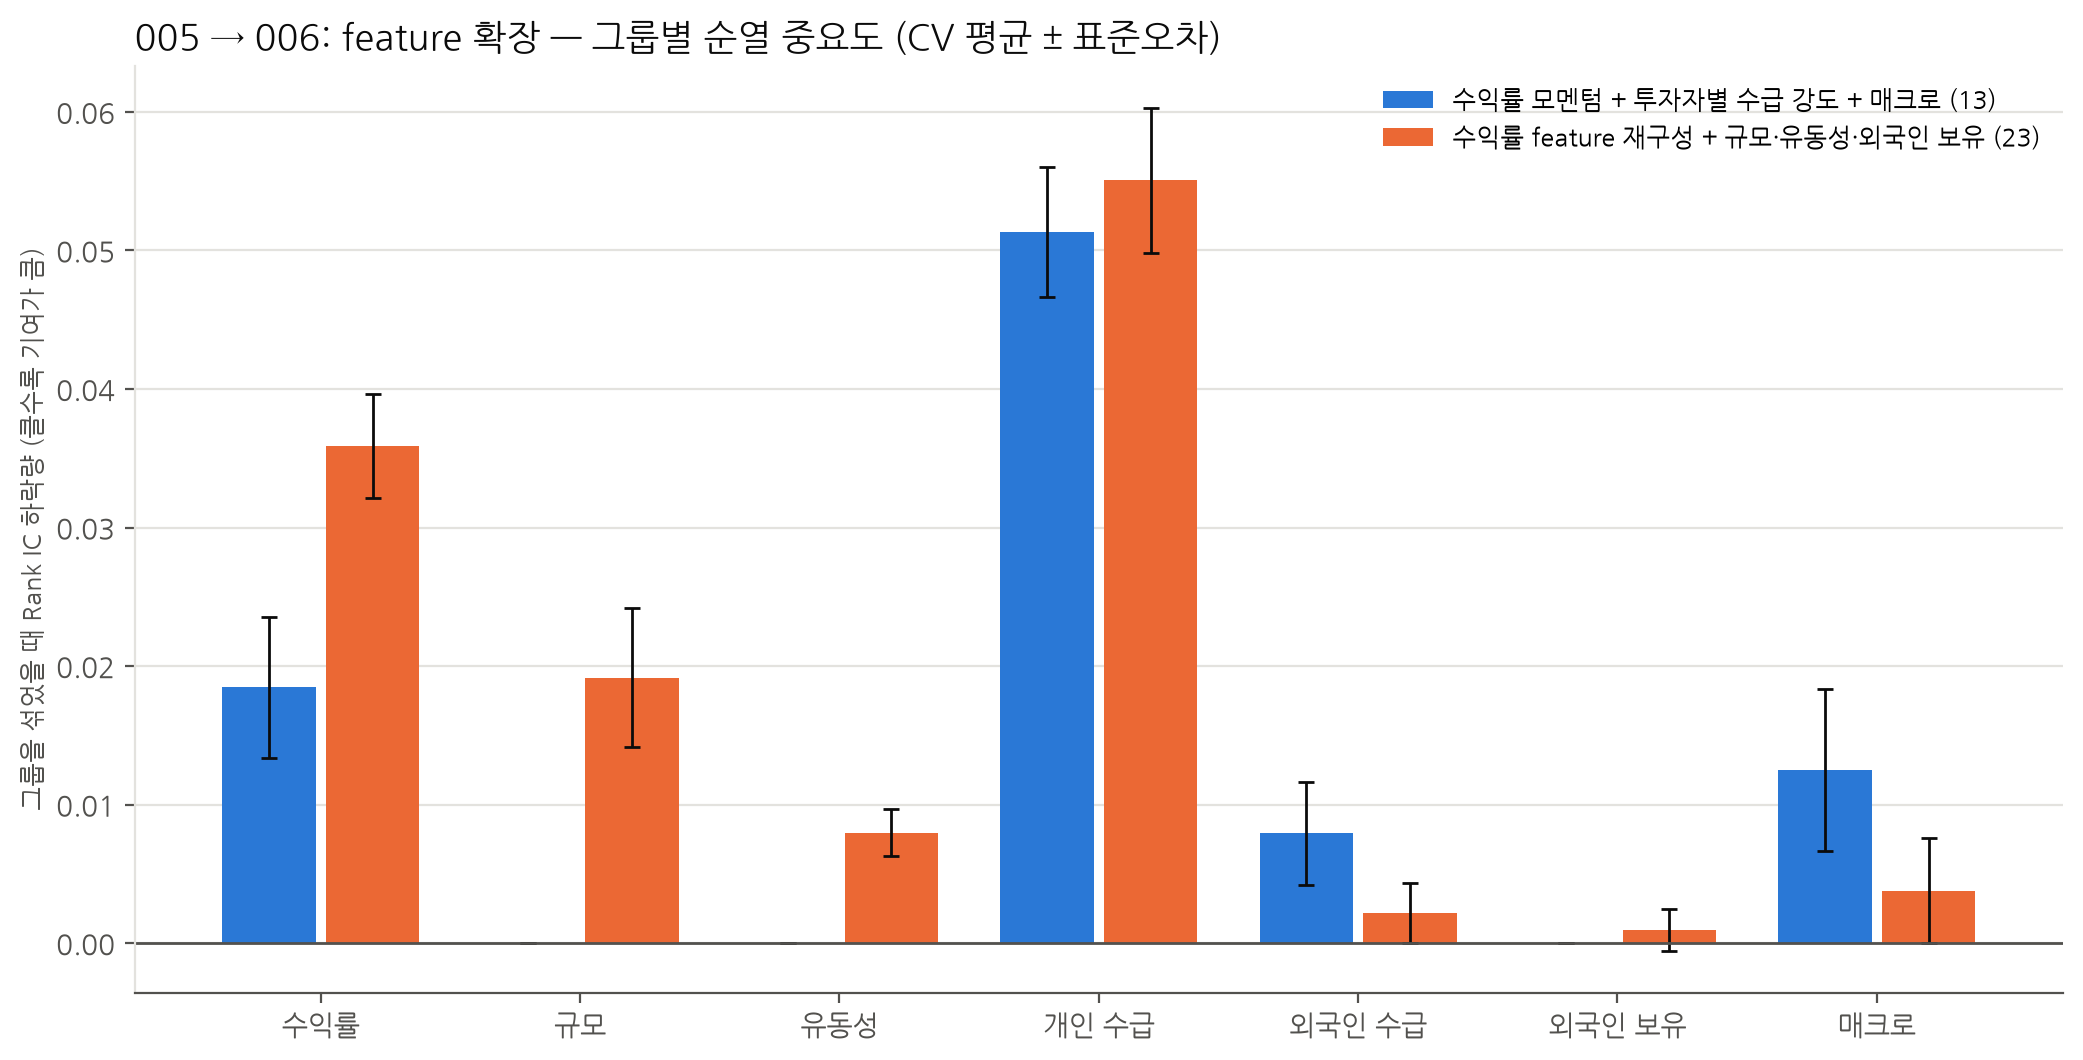 005 → 006: feature 확장 — 그룹별 순열 중요도 (CV 평균 ± 표준오차)
수익률 모멘텀 + 투자자별 수급 강도 + 매크로 (13)
수익률 feature 재구성 + 규모·유동성·외국인 보유 (23)
그룹을 섞었을 때 Rank IC 하락량 (클수록 기여가 큼)
0.06
0.05
0.04
0.03
0.02
0.01
0.00
수익률
규모
유동성
개인 수급
외국인 수급
외국인 보유
매크로